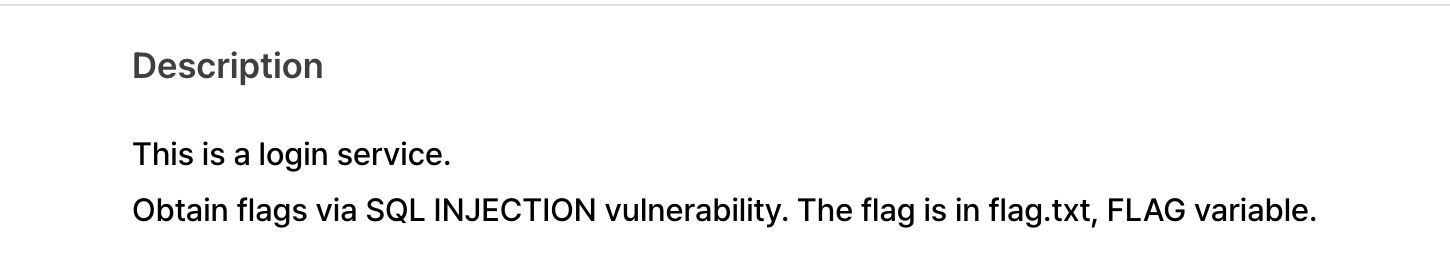 Description
This is a login service.
Obtain flags via SQL INJECTION vulnerability. The flag is in flag.txt, FLAG variable.